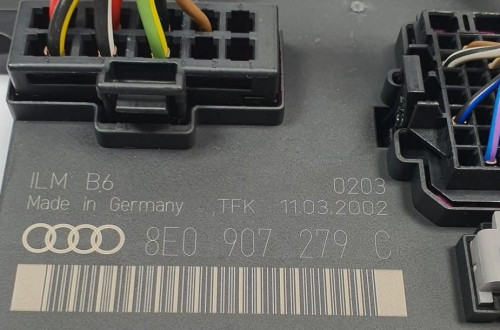 ILM B6 0203
Made in Germany TFK 11.03.2002
8E0 907 279 C